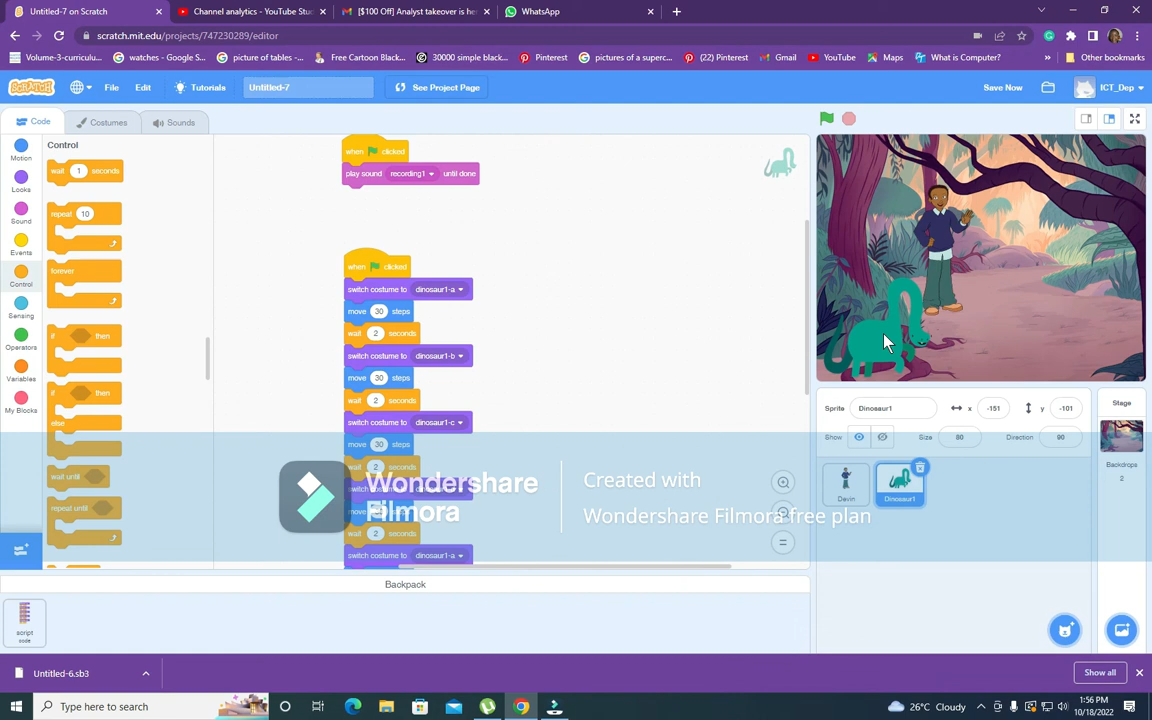 Untitled-7 on Scratch
Channel analytics - YouTube Stu
[$100 Off] Analyst takeover is he
WhatsApp
scratch.mit.edu/projects/747230289/editor
Volume-3-curriculu...
watches - Google S...
picture of tables -...
Free Cartoon Black...
30000 simple black...
Pinterest
pictures of a superc...
(22) Pinterest
Gmail
YouTube
Maps
What is Computer?
»
Other bookmarks
SCRATCH
File
Edit
Tutorials
Untitled-7
See Project Page
Save Now
ICT_Dep
Code
Costumes
Sounds
Motion
Looks
Sound
Events
Control
Sensing
Operators
Variables
My Blocks
Control
wait 1 seconds
repeat 10
forever
if then
if then
else
wait until
repeat until
when clicked
play sound recording1 until done
when clicked
switch costume to dinosaur1-a
move 30 steps
wait 2 seconds
switch costume to dinosaur1-b
move 30 steps
wait 2 seconds
switch costume to dinosaur1-c
move 30 steps
wait 2 seconds
switch costume to
move 30 steps
wait 2 seconds
switch costume to dinosaur1-a
Wondershare
Filmora
Created with
Wondershare Filmora free plan
Sprite Dinosaur1 x -151 y -101
Show Size 80 Direction 90
Devin
Dinosaur1
Stage
Backdrops
2
Backpack
script
code
Untitled-6.sb3
Show all
Type here to search
26°C Cloudy
1:56 PM
10/18/2022